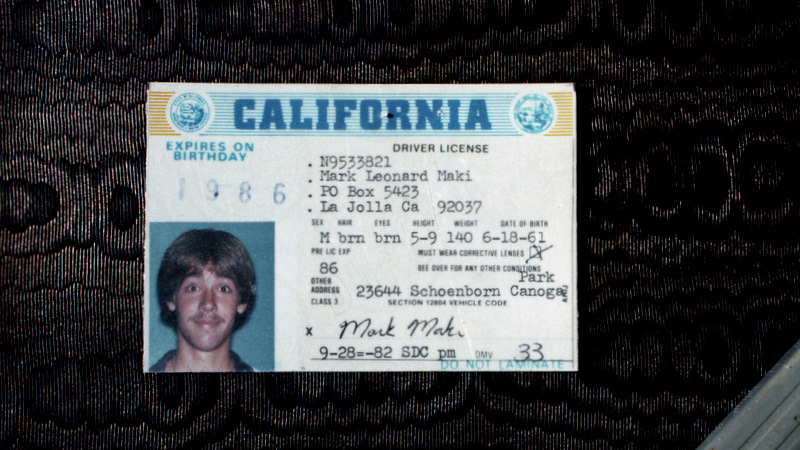 CALIFORNIA
EXPIRES ON
BIRTHDAY
1986
DRIVER LICENSE
N9533821
Mark Leonard Maki
PO Box 5423
La Jolla Ca 92037
SEX HAIR EYES HEIGHT WEIGHT DATE OF BIRTH
M brn brn 5-9 140 6-18-61
PRE LIC EXP MUST WEAR CORRECTIVE LENSES
86 SEE OVER FOR ANY OTHER CONDITIONS
OTHER
ADDRESS
Park
23644 Schoenborn Canoga
CLASS 3 SECTION 12804 VEHICLE CODE
X Mark Maki
9-28=-82 SDC pm DMV 33
DO NOT LAMINATE